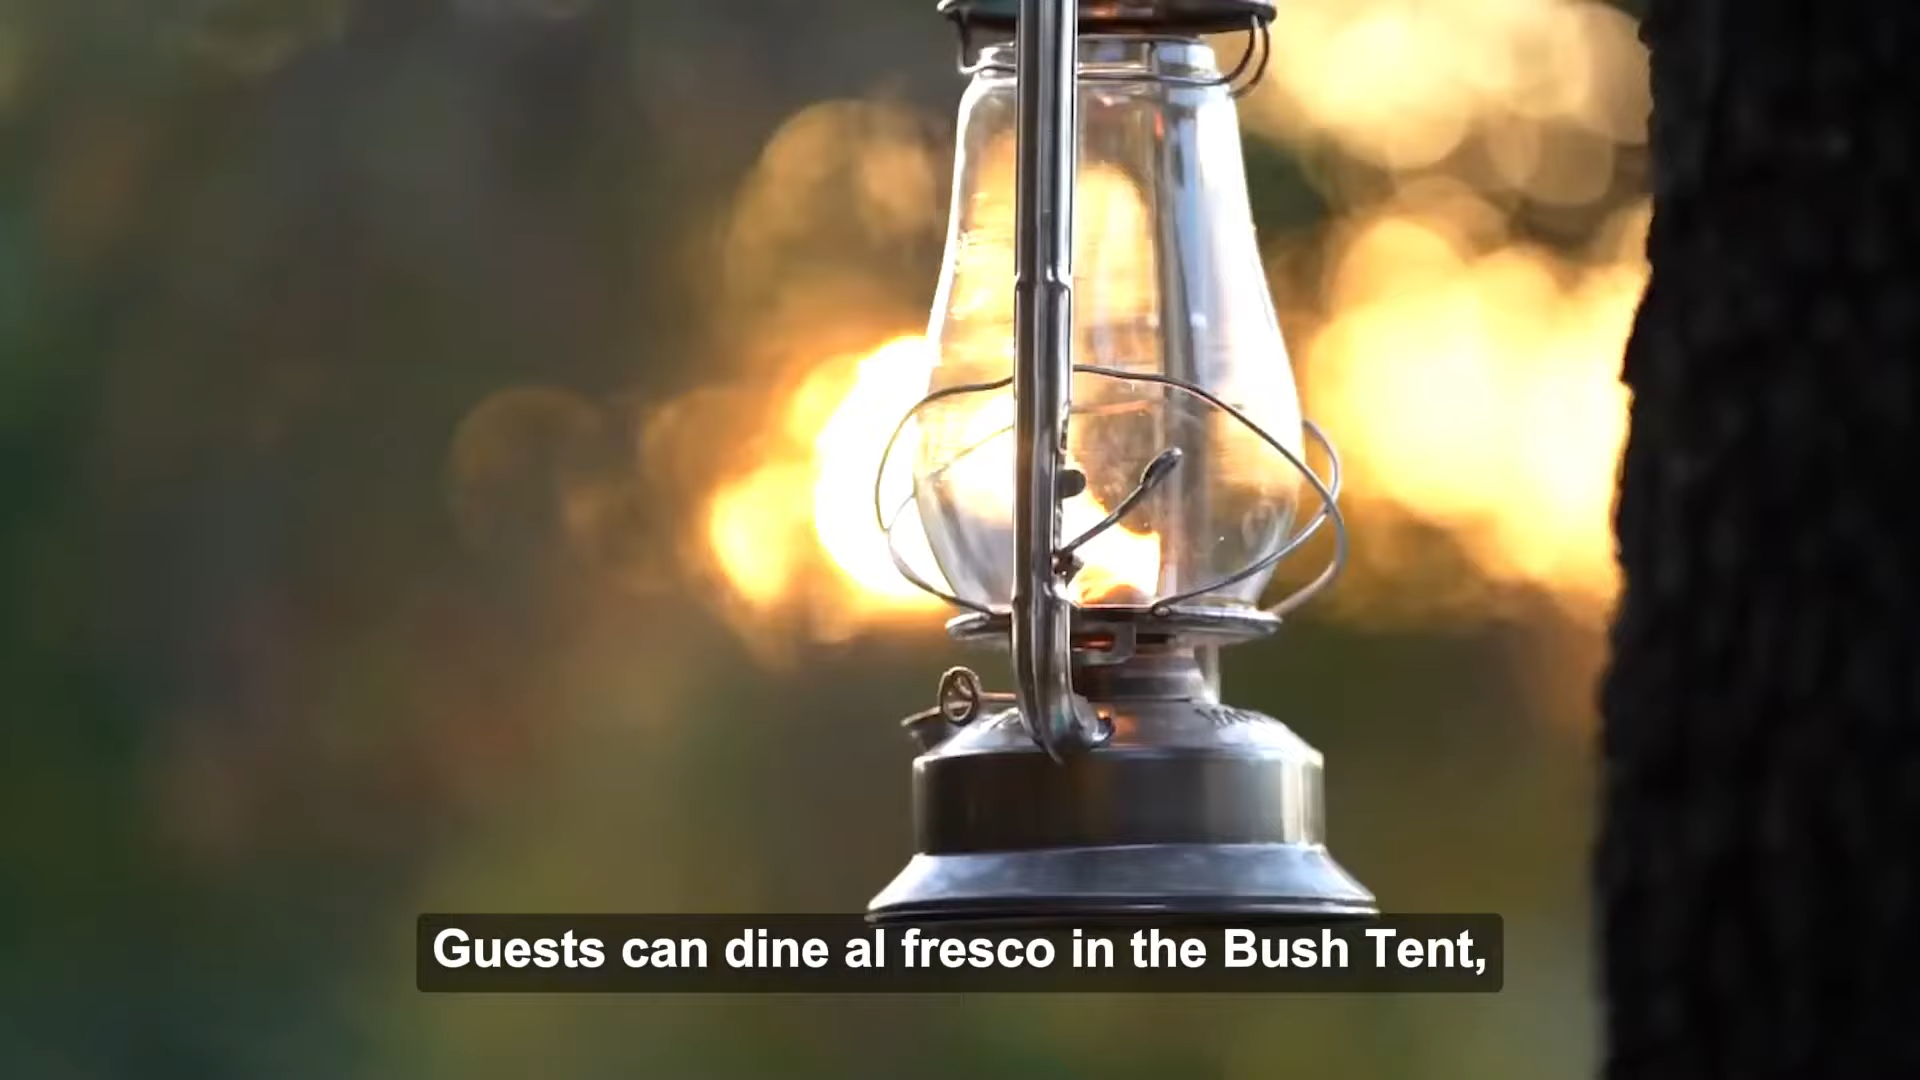 Guests can dine al fresco in the Bush Tent,